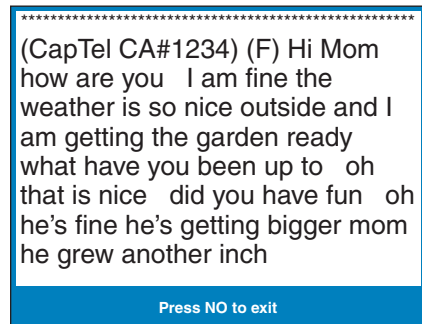 ******************************************************
(CapTel CA#1234) (F) Hi Mom
how are you   I am fine the
weather is so nice outside and I
am getting the garden ready
what have you been up to   oh
that is nice   did you have fun   oh
he's fine he's getting bigger mom
he grew another inch
Press NO to exit